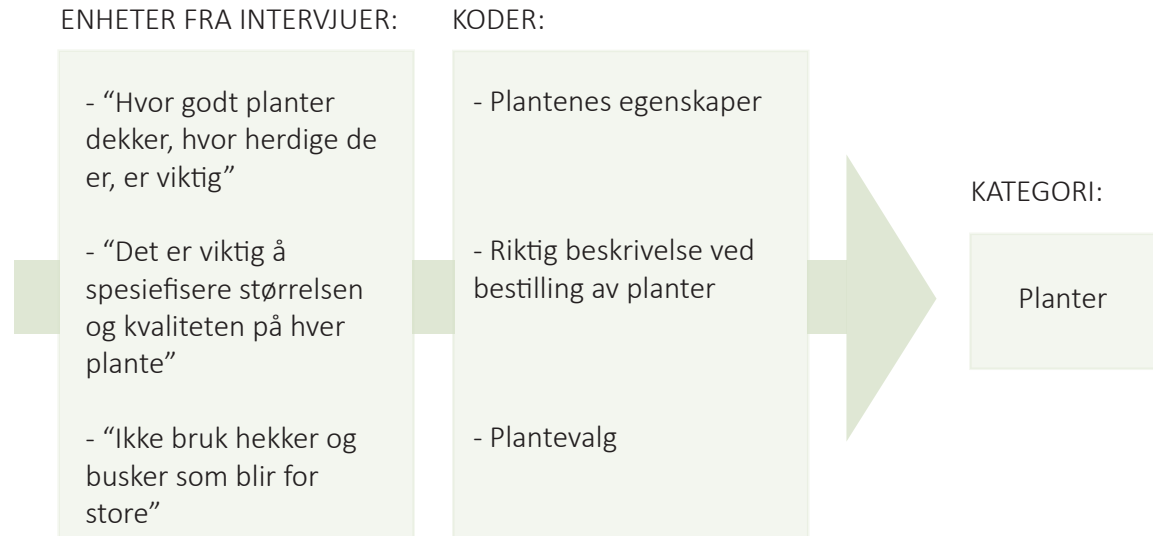 ENHETER FRA INTERVJUER:
- “Hvor godt planter
dekker, hvor herdige de
er, er viktig”
- “Det er viktig å
spesiefisere størrelsen
og kvaliteten på hver
plante”
- “Ikke bruk hekker og
busker som blir for
store”
KODER:
- Plantenes egenskaper
- Riktig beskrivelse ved
bestilling av planter
- Plantevalg
KATEGORI:
Planter